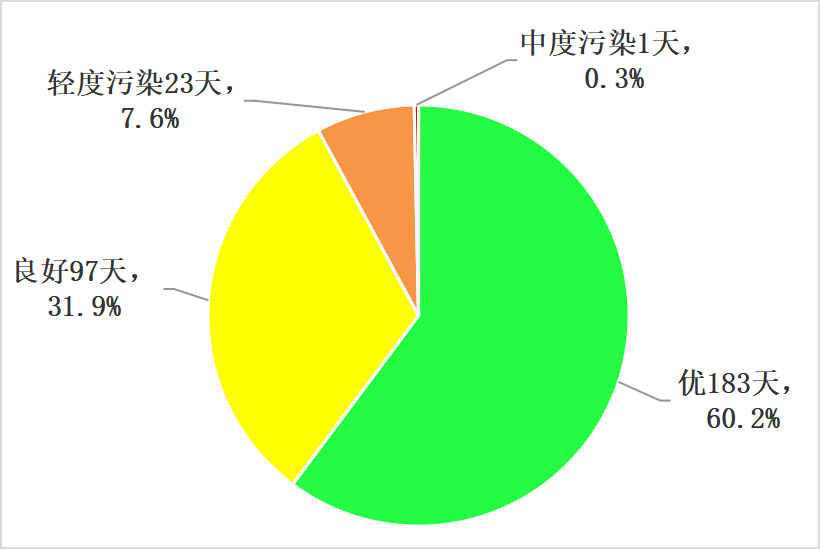 中度污染1天，
0.3%
轻度污染23天，
7.6%
良好97天，
31.9%
优183天，
60.2%